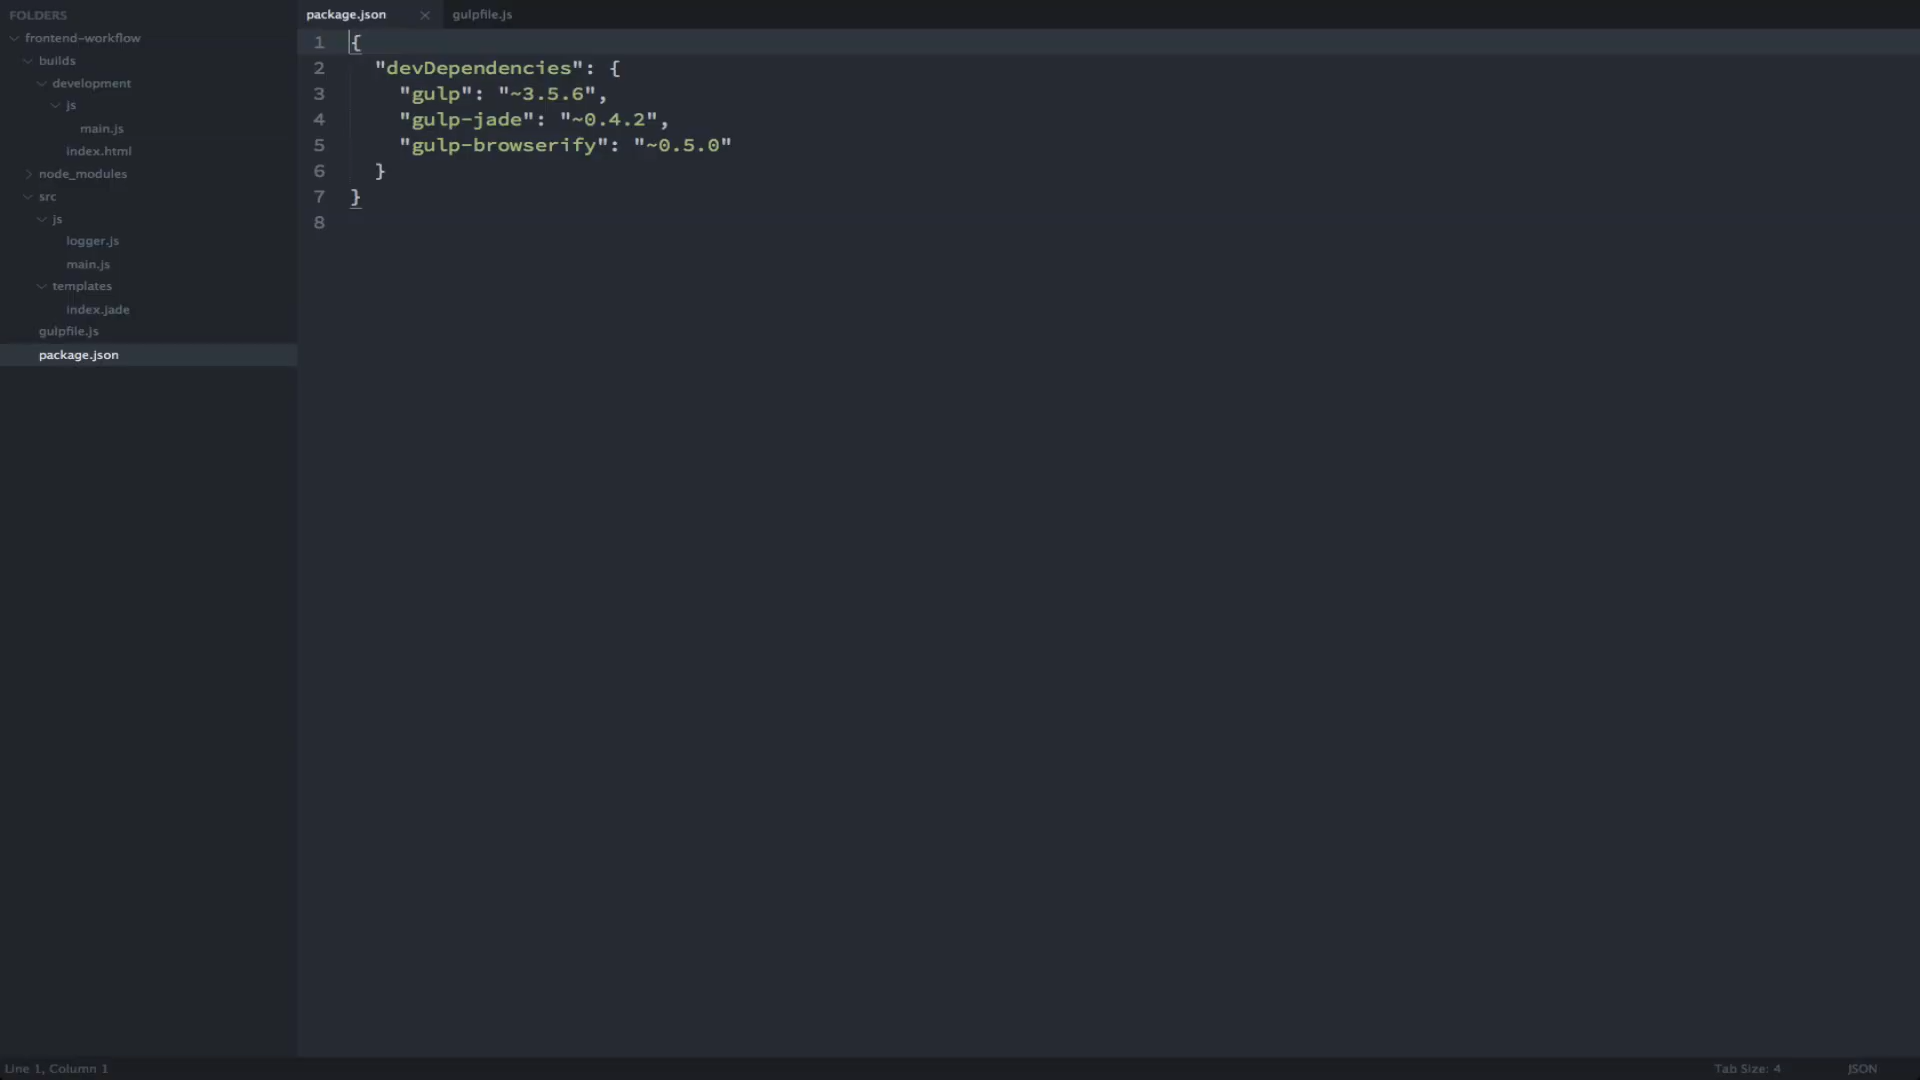 FOLDERS
frontend-workflow
builds
development
js
main.js
index.html
node_modules
src
js
logger.js
main.js
templates
index.jade
gulpfile.js
package.json
package.json × gulpfile.js
1 {
2 "devDependencies": {
3 "gulp": "~3.5.6",
4 "gulp-jade": "~0.4.2",
5 "gulp-browserify": "~0.5.0"
6 }
7 }
8
Line 1, Column 1
Tab Size: 4
JSON